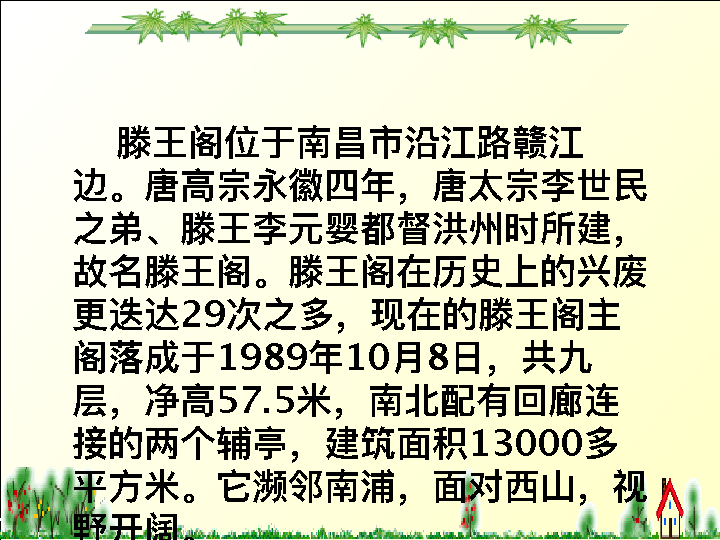 滕王阁位于南昌市沿江路赣江
边。唐高宗永徽四年，唐太宗李世民
之弟、滕王李元婴都督洪州时所建，
故名滕王阁。滕王阁在历史上的兴废
更迭达29次之多，现在的滕王阁主
阁落成于1989年10月8日，共九
层，净高57.5米，南北配有回廊连
接的两个辅亭，建筑面积13000多
平方米。它濒邻南浦，面对西山，视
野开阔。